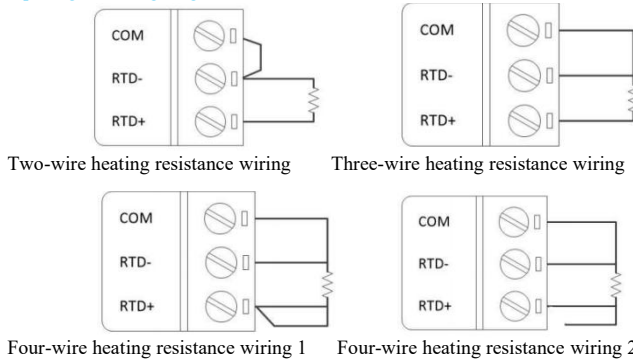 COM
RTD-
RTD+
COM
RTD-
RTD+
Two-wire heating resistance wiring
Three-wire heating resistance wiring
COM
RTD-
RTD+
COM
RTD-
RTD+
Four-wire heating resistance wiring 1
Four-wire heating resistance wiring 2